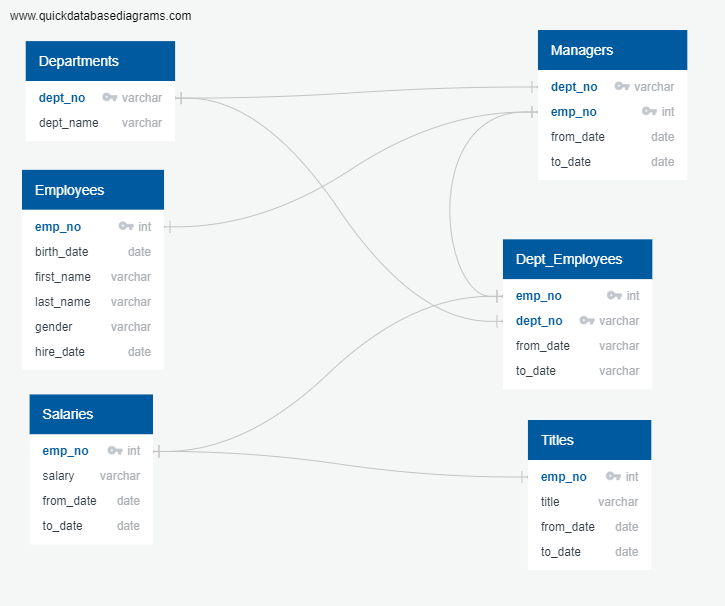 www.quickdatabasediagrams.com
Departments
dept_no varchar
dept_name varchar
Employees
emp_no int
birth_date date
first_name varchar
last_name varchar
gender varchar
hire_date date
Salaries
emp_no int
salary varchar
from_date date
to_date date
Managers
dept_no varchar
emp_no int
from_date date
to_date date
Dept_Employees
emp_no int
dept_no varchar
from_date varchar
to_date varchar
Titles
emp_no int
title varchar
from_date date
to_date date